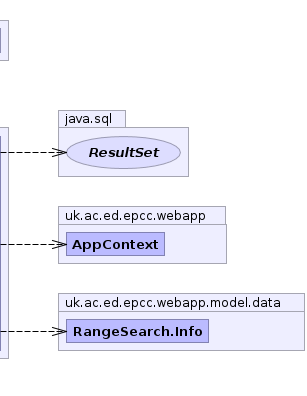 java.sql
ResultSet
uk.ac.ed.epcc.webapp
AppContext
uk.ac.ed.epcc.webapp.model.data
RangeSearch.Info